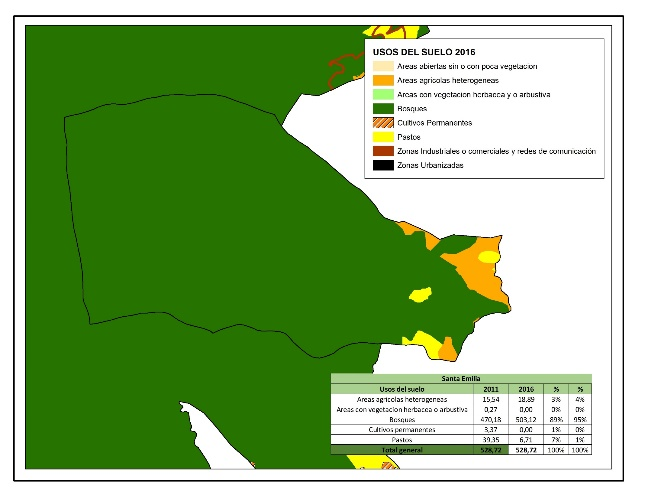 USOS DEL SUELO 2016
Areas abiertas sin o con poca vegetacion
Areas agricolas heterogeneas
Areas con vegetacion herbacea y o arbustiva
Bosques
Cultivos Permanentes
Pastos
Zonas Industriales o comerciales y redes de comunicación
Zonas Urbanizadas
Santa Emilia
Usos del suelo 2011 2016 % %
Areas agricolas heterogeneas 15,54 18,89 3% 4%
Areas con vegetacion herbacea o arbustiva 0,27 0,00 0% 0%
Bosques 470,18 503,12 89% 95%
Cultivos permanentes 3,37 0,00 1% 0%
Pastos 39,35 6,71 7% 1%
Total general 528,72 528,72 100% 100%